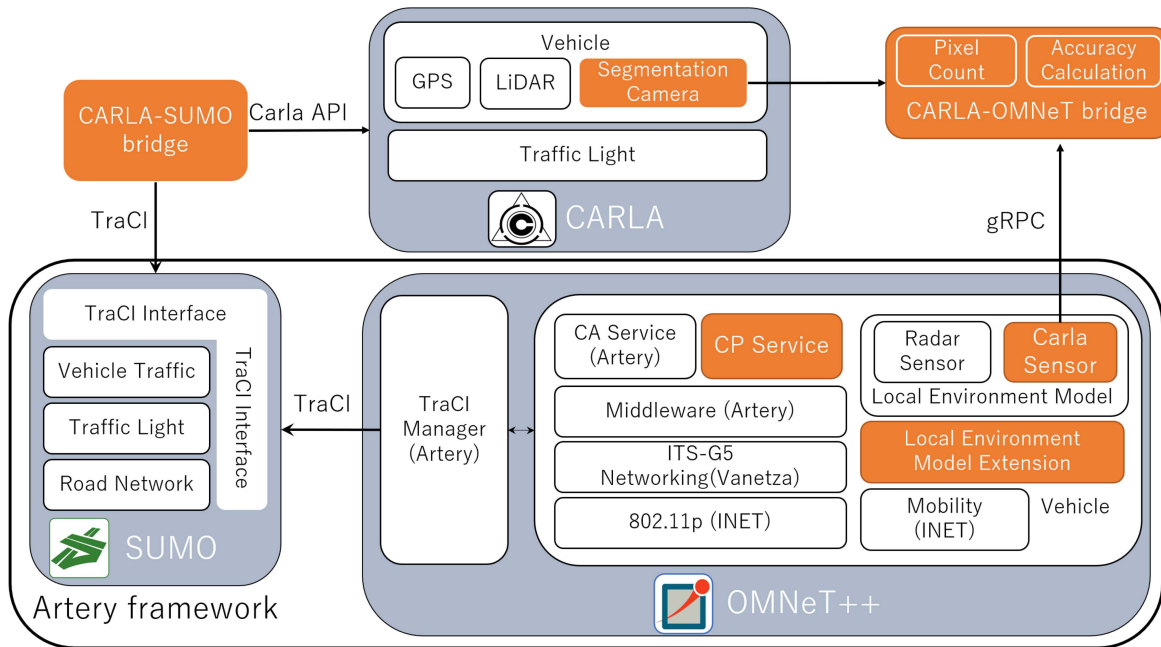 CARLA-SUMO
bridge
Carla API
TraCI
Vehicle
GPS
LiDAR
Segmentation
Camera
Traffic Light
CARLA
Pixel
Count
Accuracy
Calculation
CARLA-OMNeT bridge
gRPC
TraCI Interface
TraCI Interface
Vehicle Traffic
Traffic Light
Road Network
SUMO
Artery framework
TraCI
TraCI
Manager
(Artery)
CA Service
(Artery)
CP Service
Middleware (Artery)
ITS-G5
Networking(Vanetza)
802.11p (INET)
Radar
Sensor
Carla
Sensor
Local Environment Model
Local Environment
Model Extension
Mobility
(INET)
Vehicle
OMNeT++